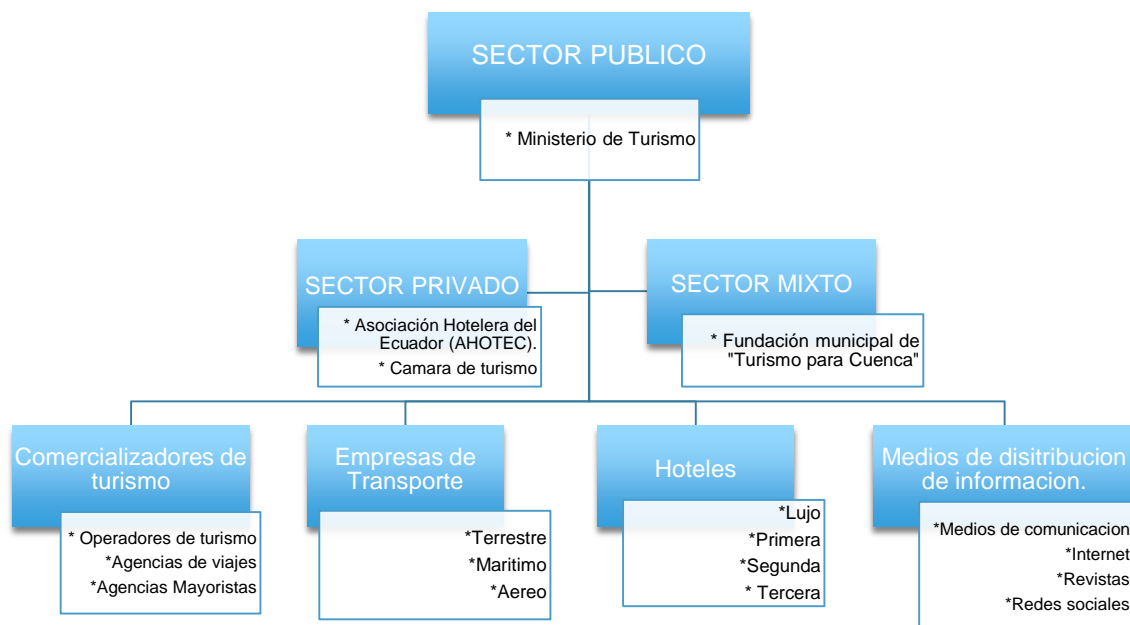 SECTOR PUBLICO
* Ministerio de Turismo
SECTOR PRIVADO
* Asociación Hotelera del
Ecuador (AHOTEC).
* Camara de turismo
SECTOR MIXTO
* Fundación municipal de
"Turismo para Cuenca"
Comercializadores de
turismo
* Operadores de turismo
*Agencias de viajes
*Agencias Mayoristas
Empresas de
Transporte
*Terrestre
*Maritimo
*Aereo
Hoteles
*Lujo
*Primera
*Segunda
* Tercera
Medios de disitribucion
de informacion.
*Medios de comunicacion
*Internet
*Revistas
*Redes sociales